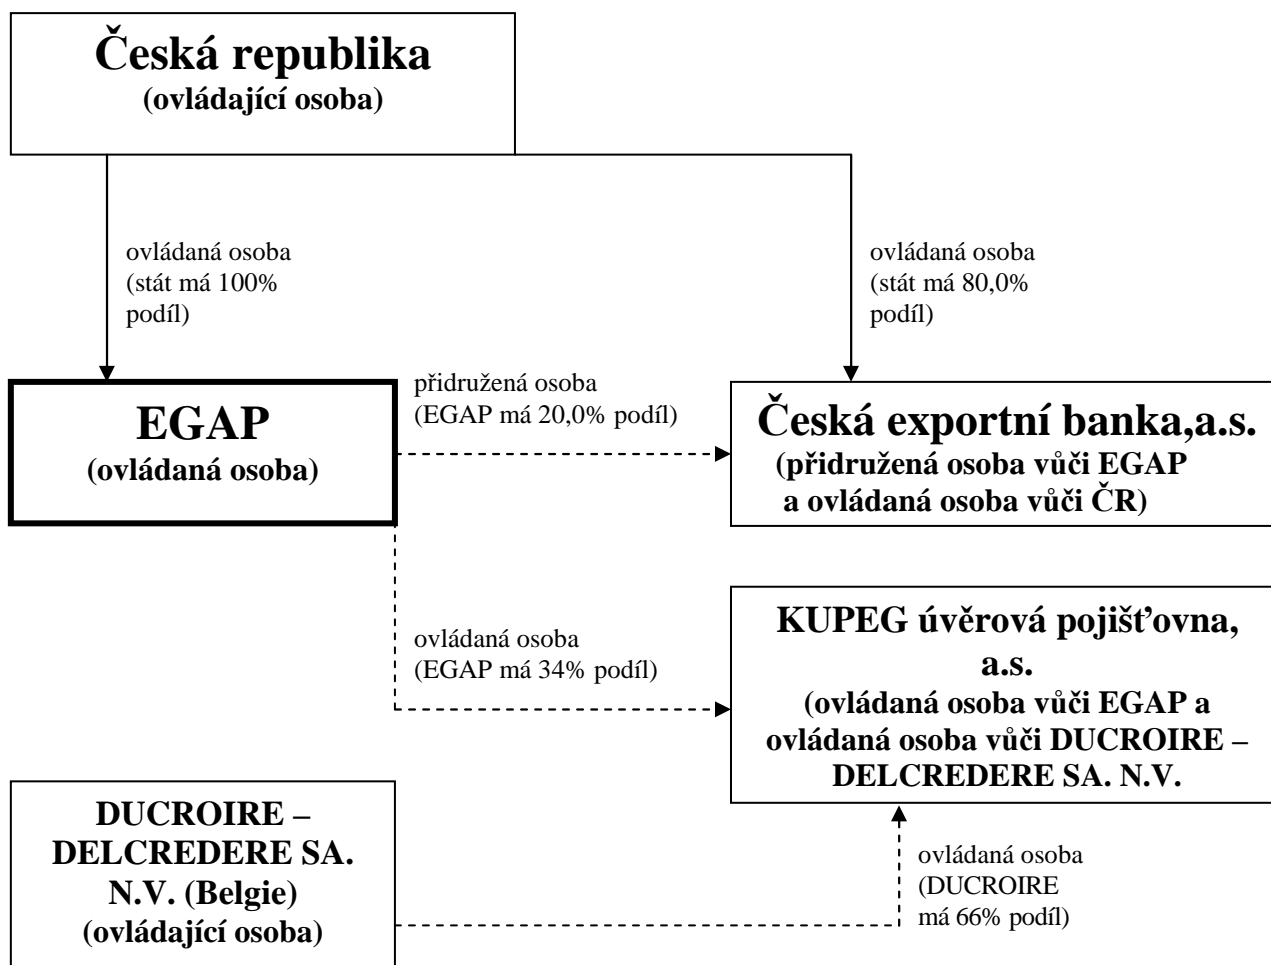 Česká republika
(ovládající osoba)
ovládaná osoba
(stát má 100%
podíl)
ovládaná osoba
(stát má 80,0%
podíl)
EGAP
(ovládaná osoba)
přidružená osoba
(EGAP má 20,0% podíl)
Česká exportní banka,a.s.
(přidružená osoba vůči EGAP
a ovládaná osoba vůči ČR)
ovládaná osoba
(EGAP má 34% podíl)
KUPEG úvěrová pojišťovna,
a.s.
(ovládaná osoba vůči EGAP a
ovládaná osoba vůči DUCROIRE –
DELCREDERE SA. N.V.
DUCROIRE –
DELCREDERE SA.
N.V. (Belgie)
(ovládající osoba)
ovládaná osoba
(DUCROIRE
má 66% podíl)